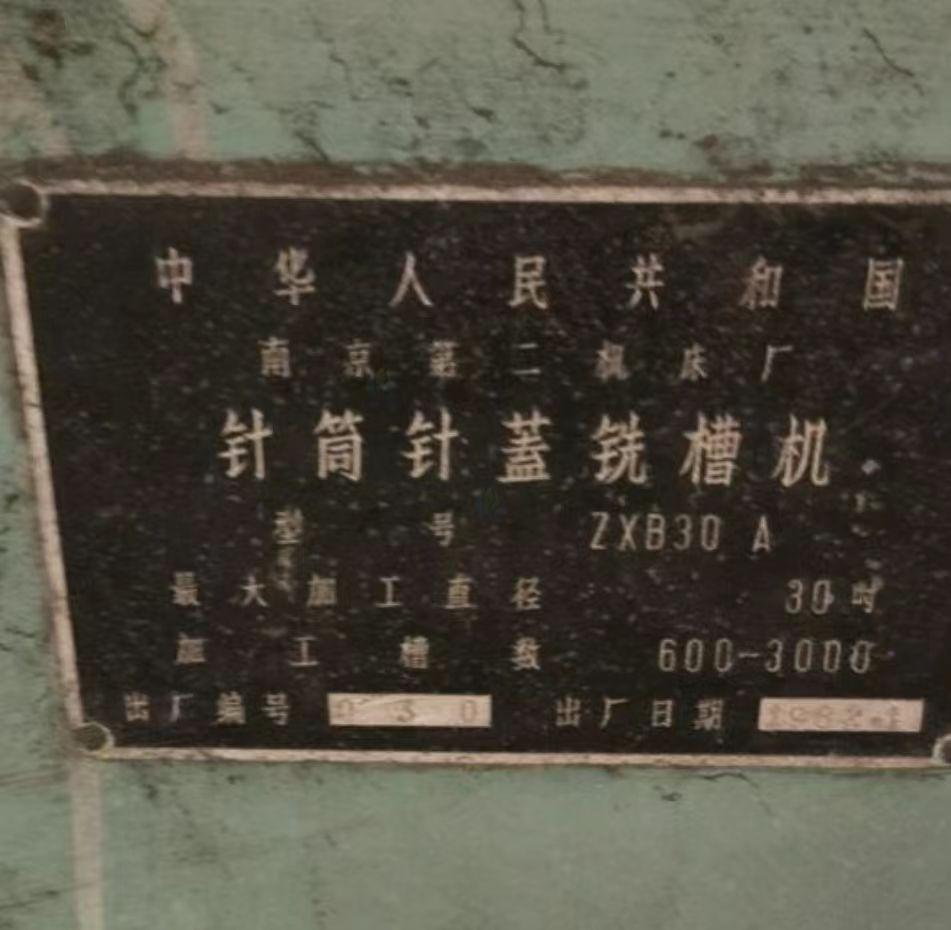 中华人民共和国
南京第二机床厂
针筒针蓋铣槽机
型号 ZXB30 A
最大加工直径 30吋
加工槽数 600-3000
出厂编号 030 出厂日期